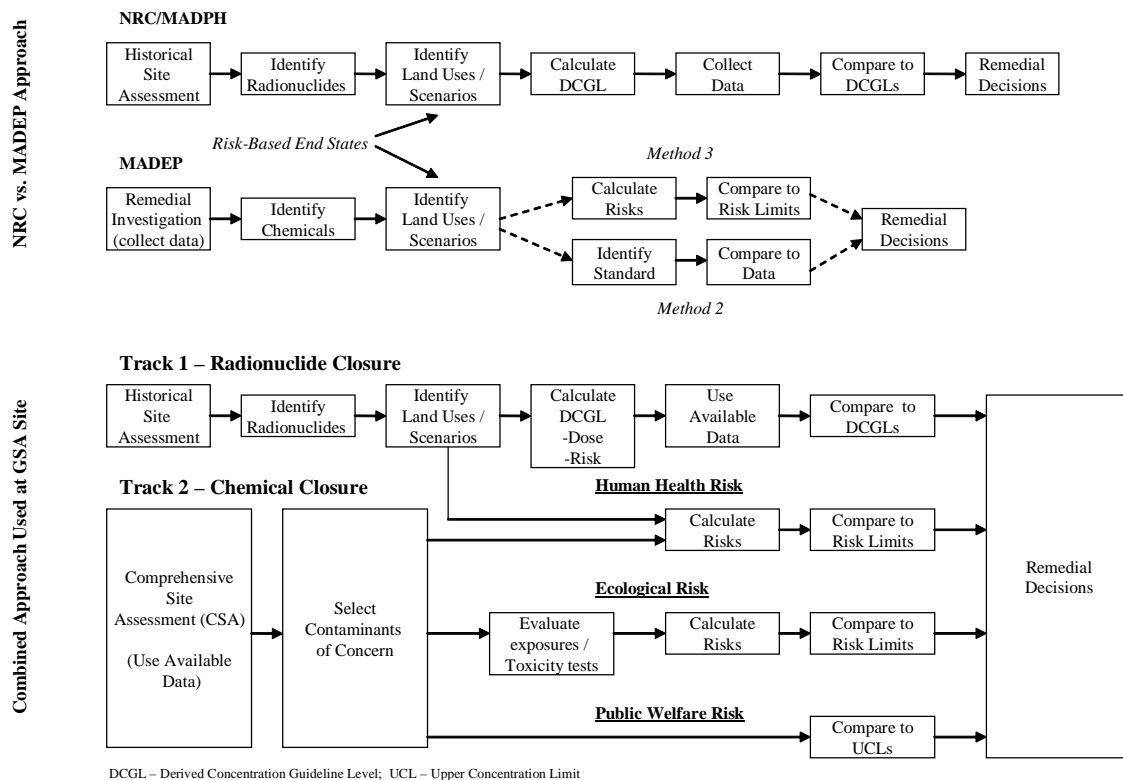 NRC vs. MADEP Approach
NRC/MADPH
Historical
Site
Assessment
Identify
Radionuclides
Identify
Land Uses /
Scenarios
Calculate
DCGL
Collect
Data
Compare to
DCGLs
Remedial
Decisions
Risk-Based End States
MADEP
Remedial
Investigation
(collect data)
Identify
Chemicals
Identify
Land Uses /
Scenarios
Method 3
Calculate
Risks
Compare to
Risk Limits
Identify
Standard
Compare to
Data
Method 2
Remedial
Decisions
Combined Approach Used at GSA Site
Track 1 – Radionuclide Closure
Historical
Site
Assessment
Identify
Radionuclides
Identify
Land Uses /
Scenarios
Calculate
DCGL
-Dose
-Risk
Use
Available
Data
Compare to
DCGLs
Track 2 – Chemical Closure
Comprehensive
Site
Assessment (CSA)
(Use Available
Data)
Select
Contaminants
of Concern
Human Health Risk
Calculate
Risks
Compare to
Risk Limits
Ecological Risk
Evaluate
exposures /
Toxicity tests
Calculate
Risks
Compare to
Risk Limits
Public Welfare Risk
Compare to
UCLs
Remedial
Decisions
DCGL – Derived Concentration Guideline Level; UCL – Upper Concentration Limit